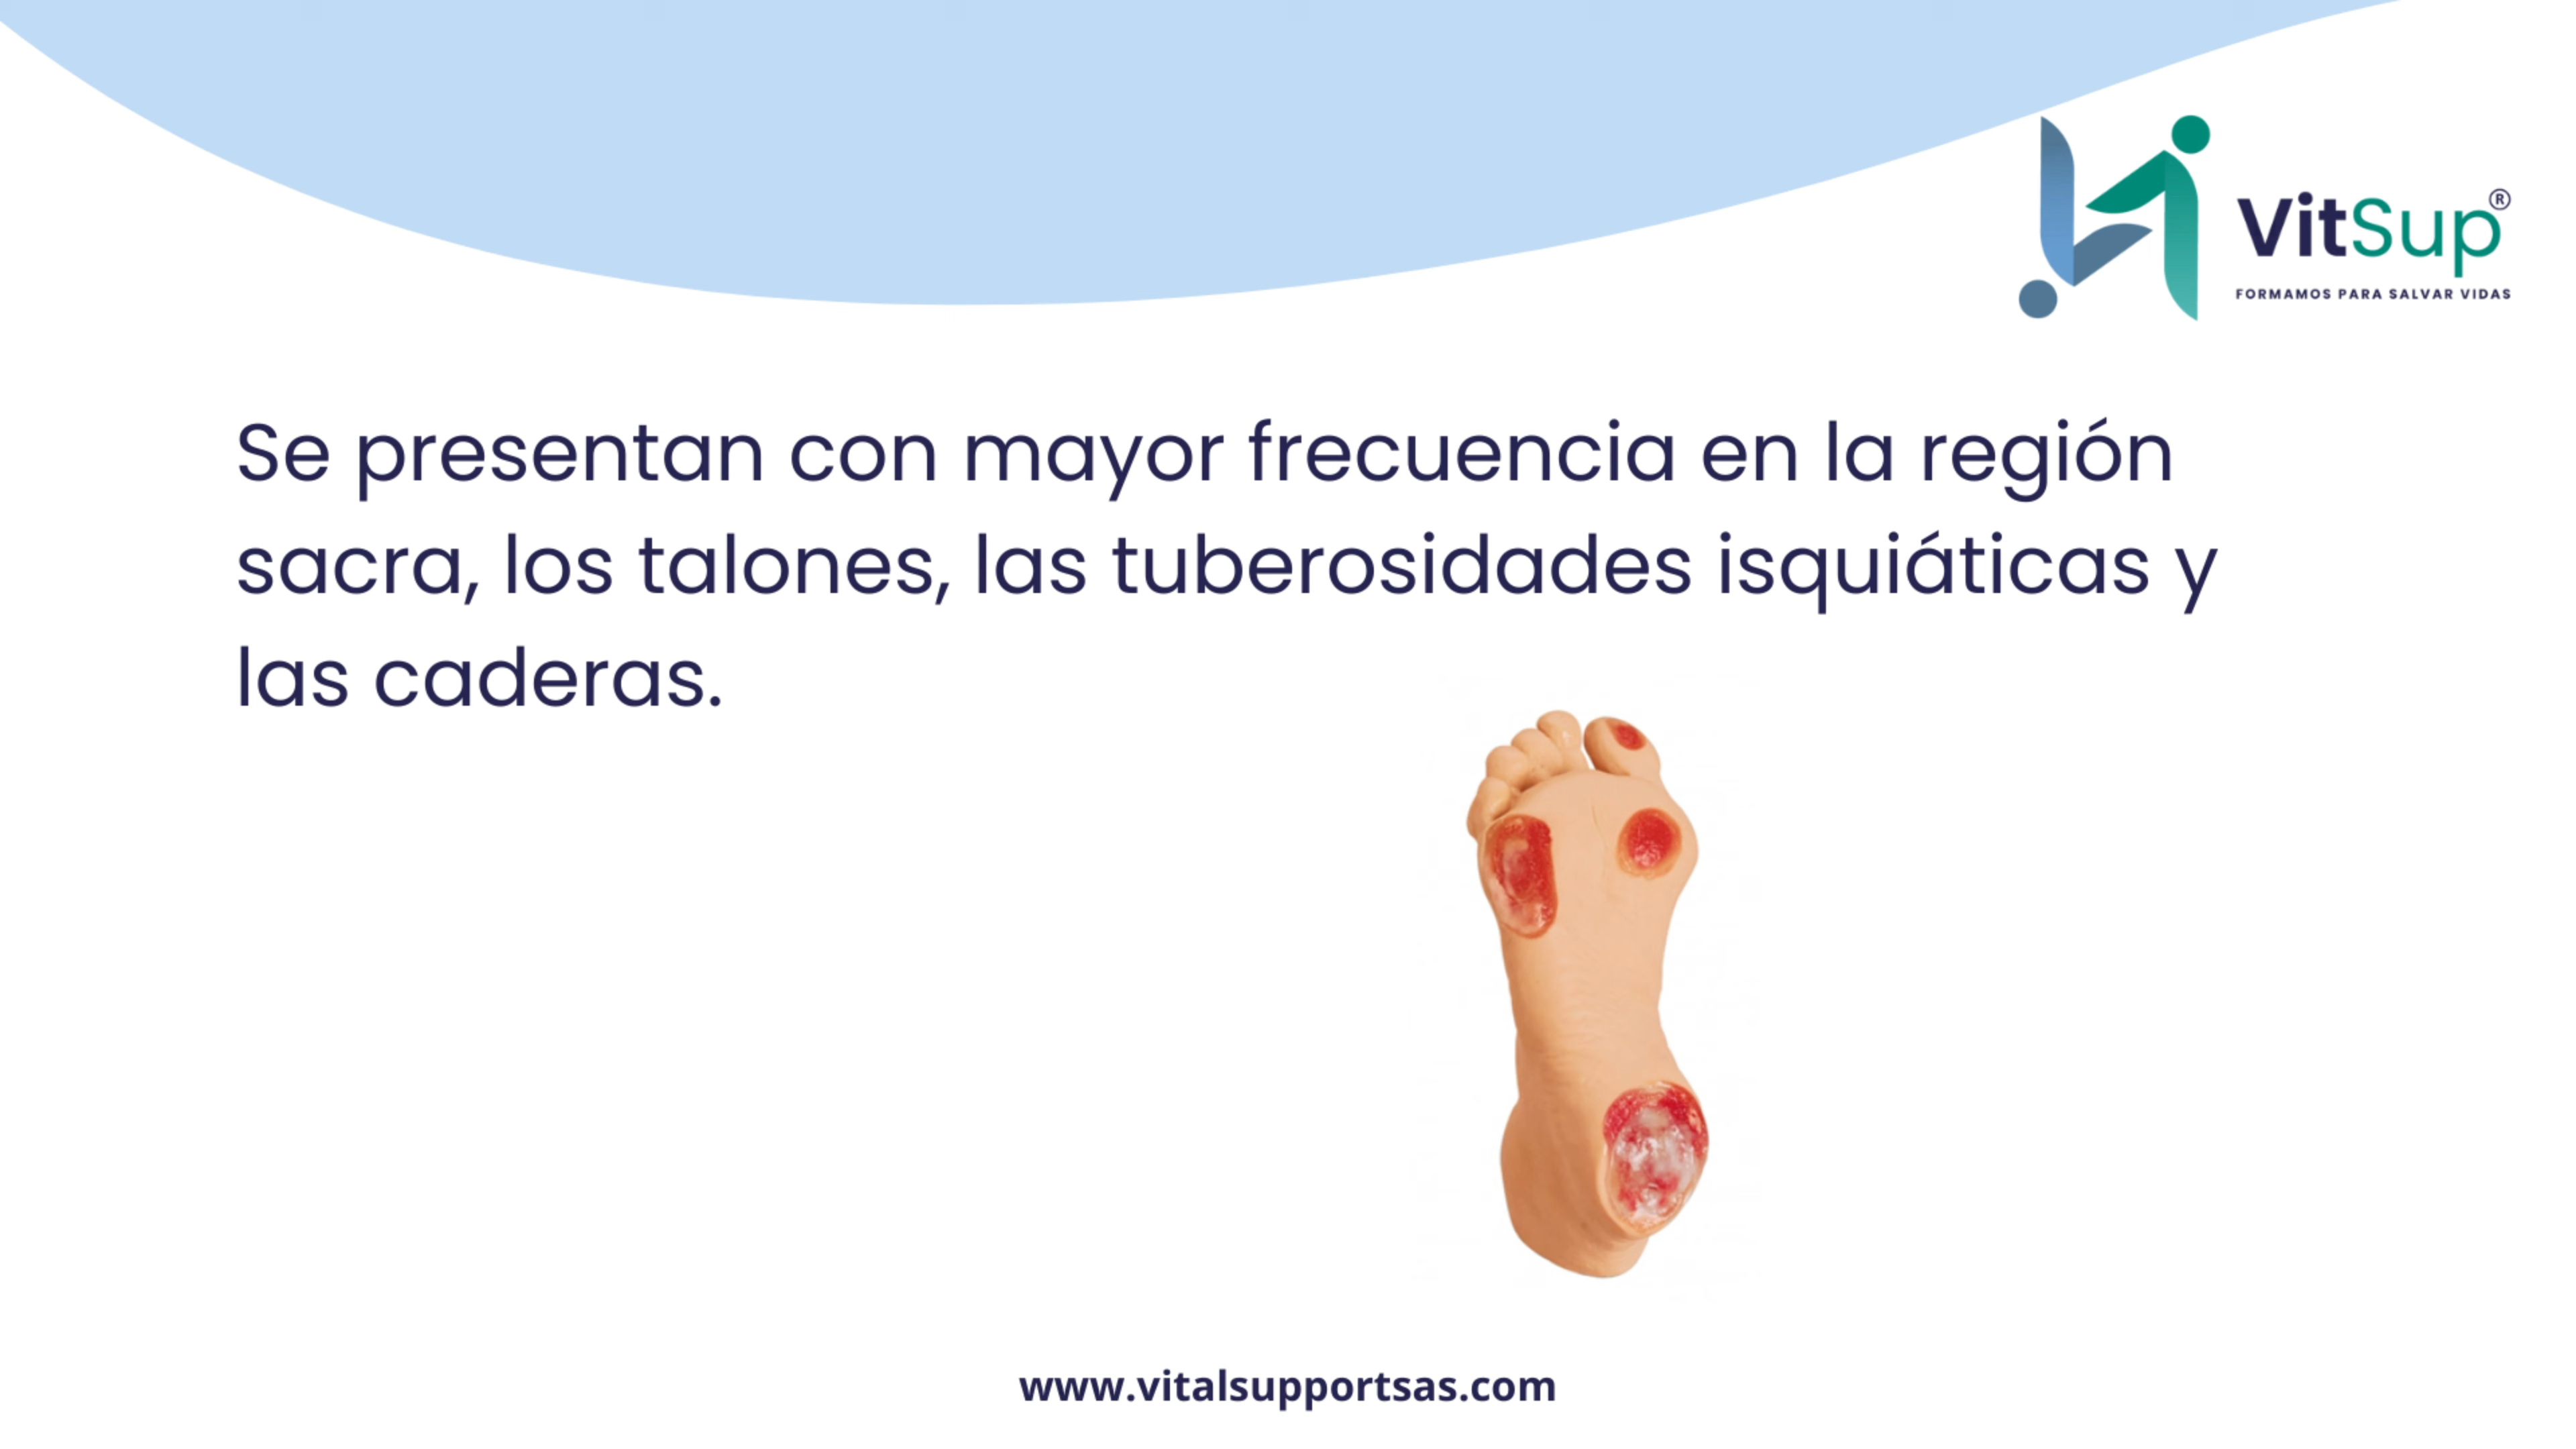 VitSup®
FORMAMOS PARA SALVAR VIDAS
Se presentan con mayor frecuencia en la región
sacra, los talones, las tuberosidades isquiáticas y
las caderas.
www.vitalsupportsas.com